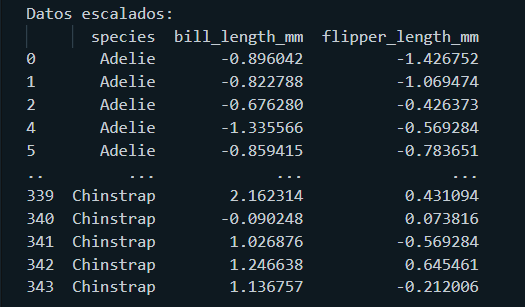 Datos escalados:
species bill_length_mm flipper_length_mm
0 Adelie -0.896042 -1.426752
1 Adelie -0.822788 -1.069474
2 Adelie -0.676280 -0.426373
4 Adelie -1.335566 -0.569284
5 Adelie -0.859415 -0.783651
.. ... ... ...
339 Chinstrap 2.162314 0.431094
340 Chinstrap -0.090248 0.073816
341 Chinstrap 1.026876 -0.569284
342 Chinstrap 1.246638 0.645461
343 Chinstrap 1.136757 -0.212006